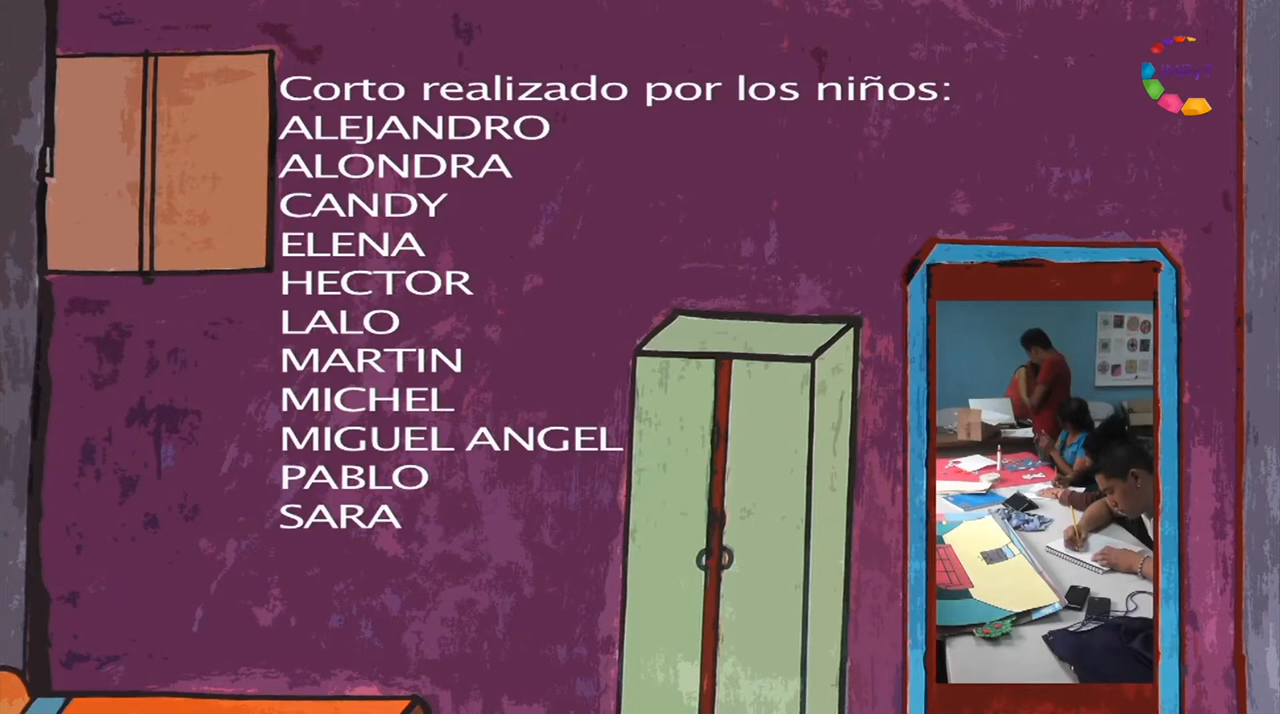 Corto realizado por los niños:
ALEJANDRO
ALONDRA
CANDY
ELENA
HECTOR
LALO
MARTIN
MICHEL
MIGUEL ANGEL
PABLO
SARA